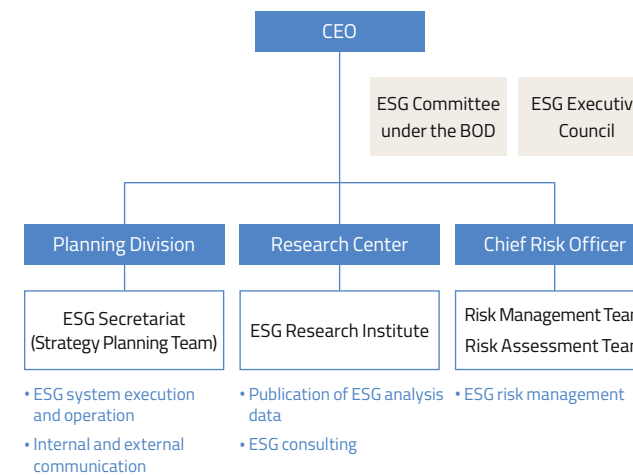 CEO
ESG Committee
under the BOD
ESG Executiv
Council
Planning Division
Research Center
Chief Risk Officer
ESG Secretariat
(Strategy Planning Team)
ESG Research Institute
Risk Management Tea
Risk Assessment Tea
• ESG system execution
and operation
• Internal and external
communication
• Publication of ESG analysis
data
• ESG consulting
• ESG risk management